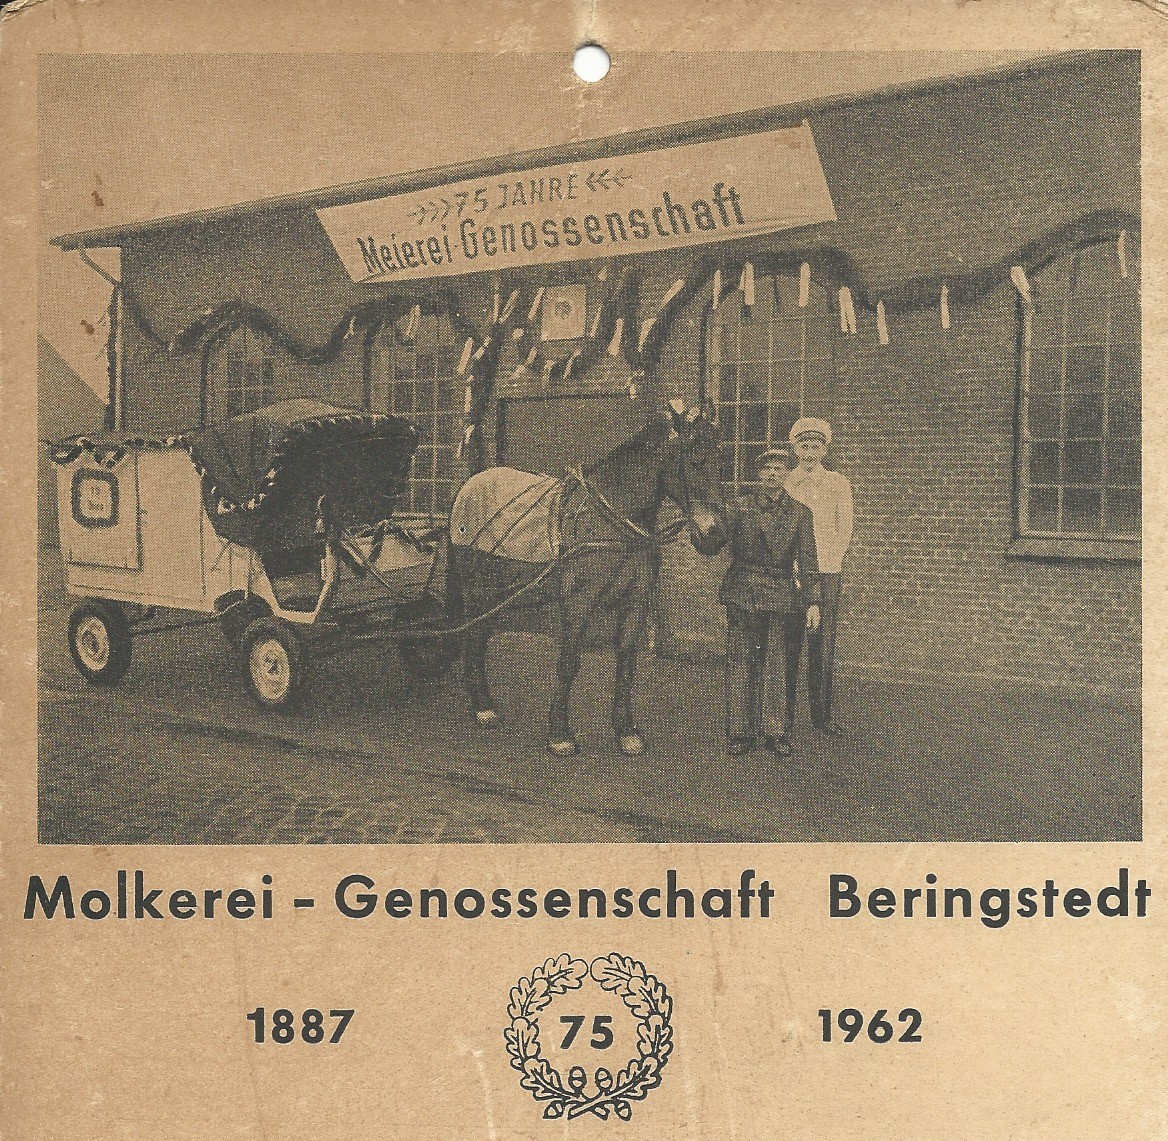 75 JAHRE
Meierei-Genossenschaft
Molkerei - Genossenschaft Beringstedt
1887 75 1962